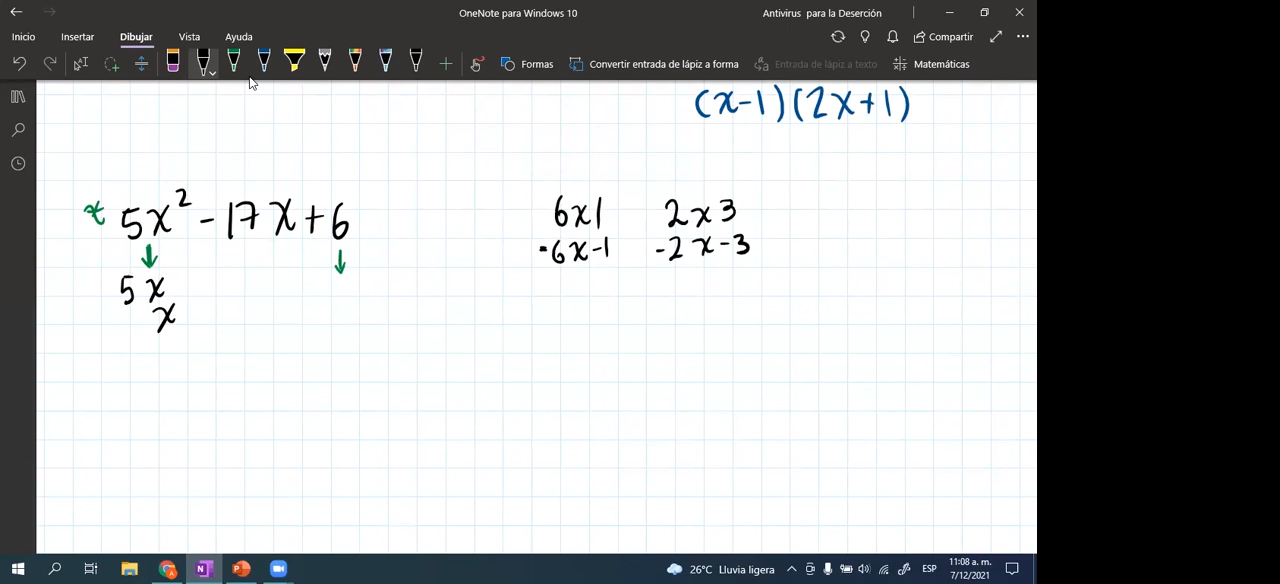 OneNote para Windows 10
Antivirus para la Deserción
Inicio Insertar Dibujar Vista Ayuda
Compartir
Formas
Convertir entrada de lápiz a forma
Entrada de lápiz a texto
Matemáticas
(x-1)(2x+1)
x 5x² - 17x + 6
5x
x
6x1 2x3
-6x-1 -2x-3
26°C Lluvia ligera
ESP
11:08 a. m.
7/12/2021